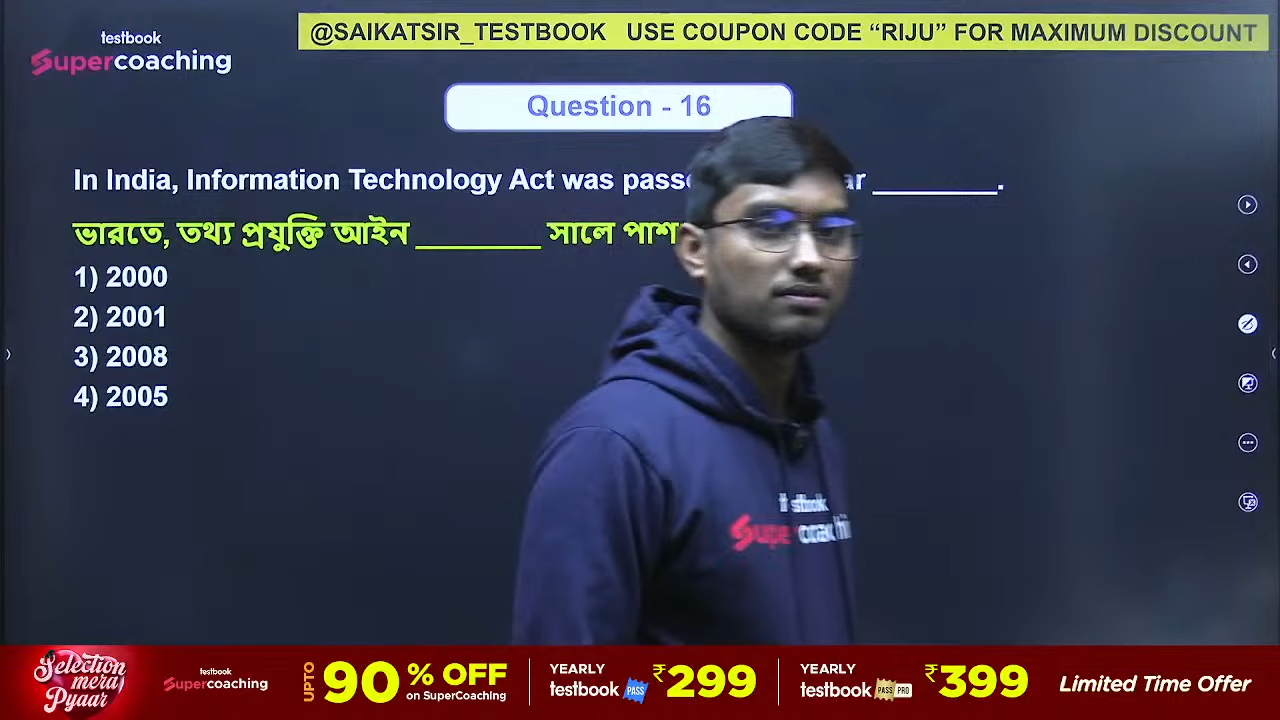 @SAIKATSIR_TESTBOOK USE COUPON CODE “RIJU” FOR MAXIMUM DISCOUNT
testbook
Supercoaching
Question - 16
In India, Information Technology Act was passe ar ________.
ভারতে, তথ্য প্রযুক্তি আইন ________ সালে পাশ
1) 2000
2) 2001
3) 2008
4) 2005
testbook
Supercoaching
Selection mera Pyaar
testbook
Supercoaching
UPTO 90% OFF on SuperCoaching
YEARLY testbook PASS ₹299
YEARLY testbook PASS PRO ₹399
Limited Time Offer